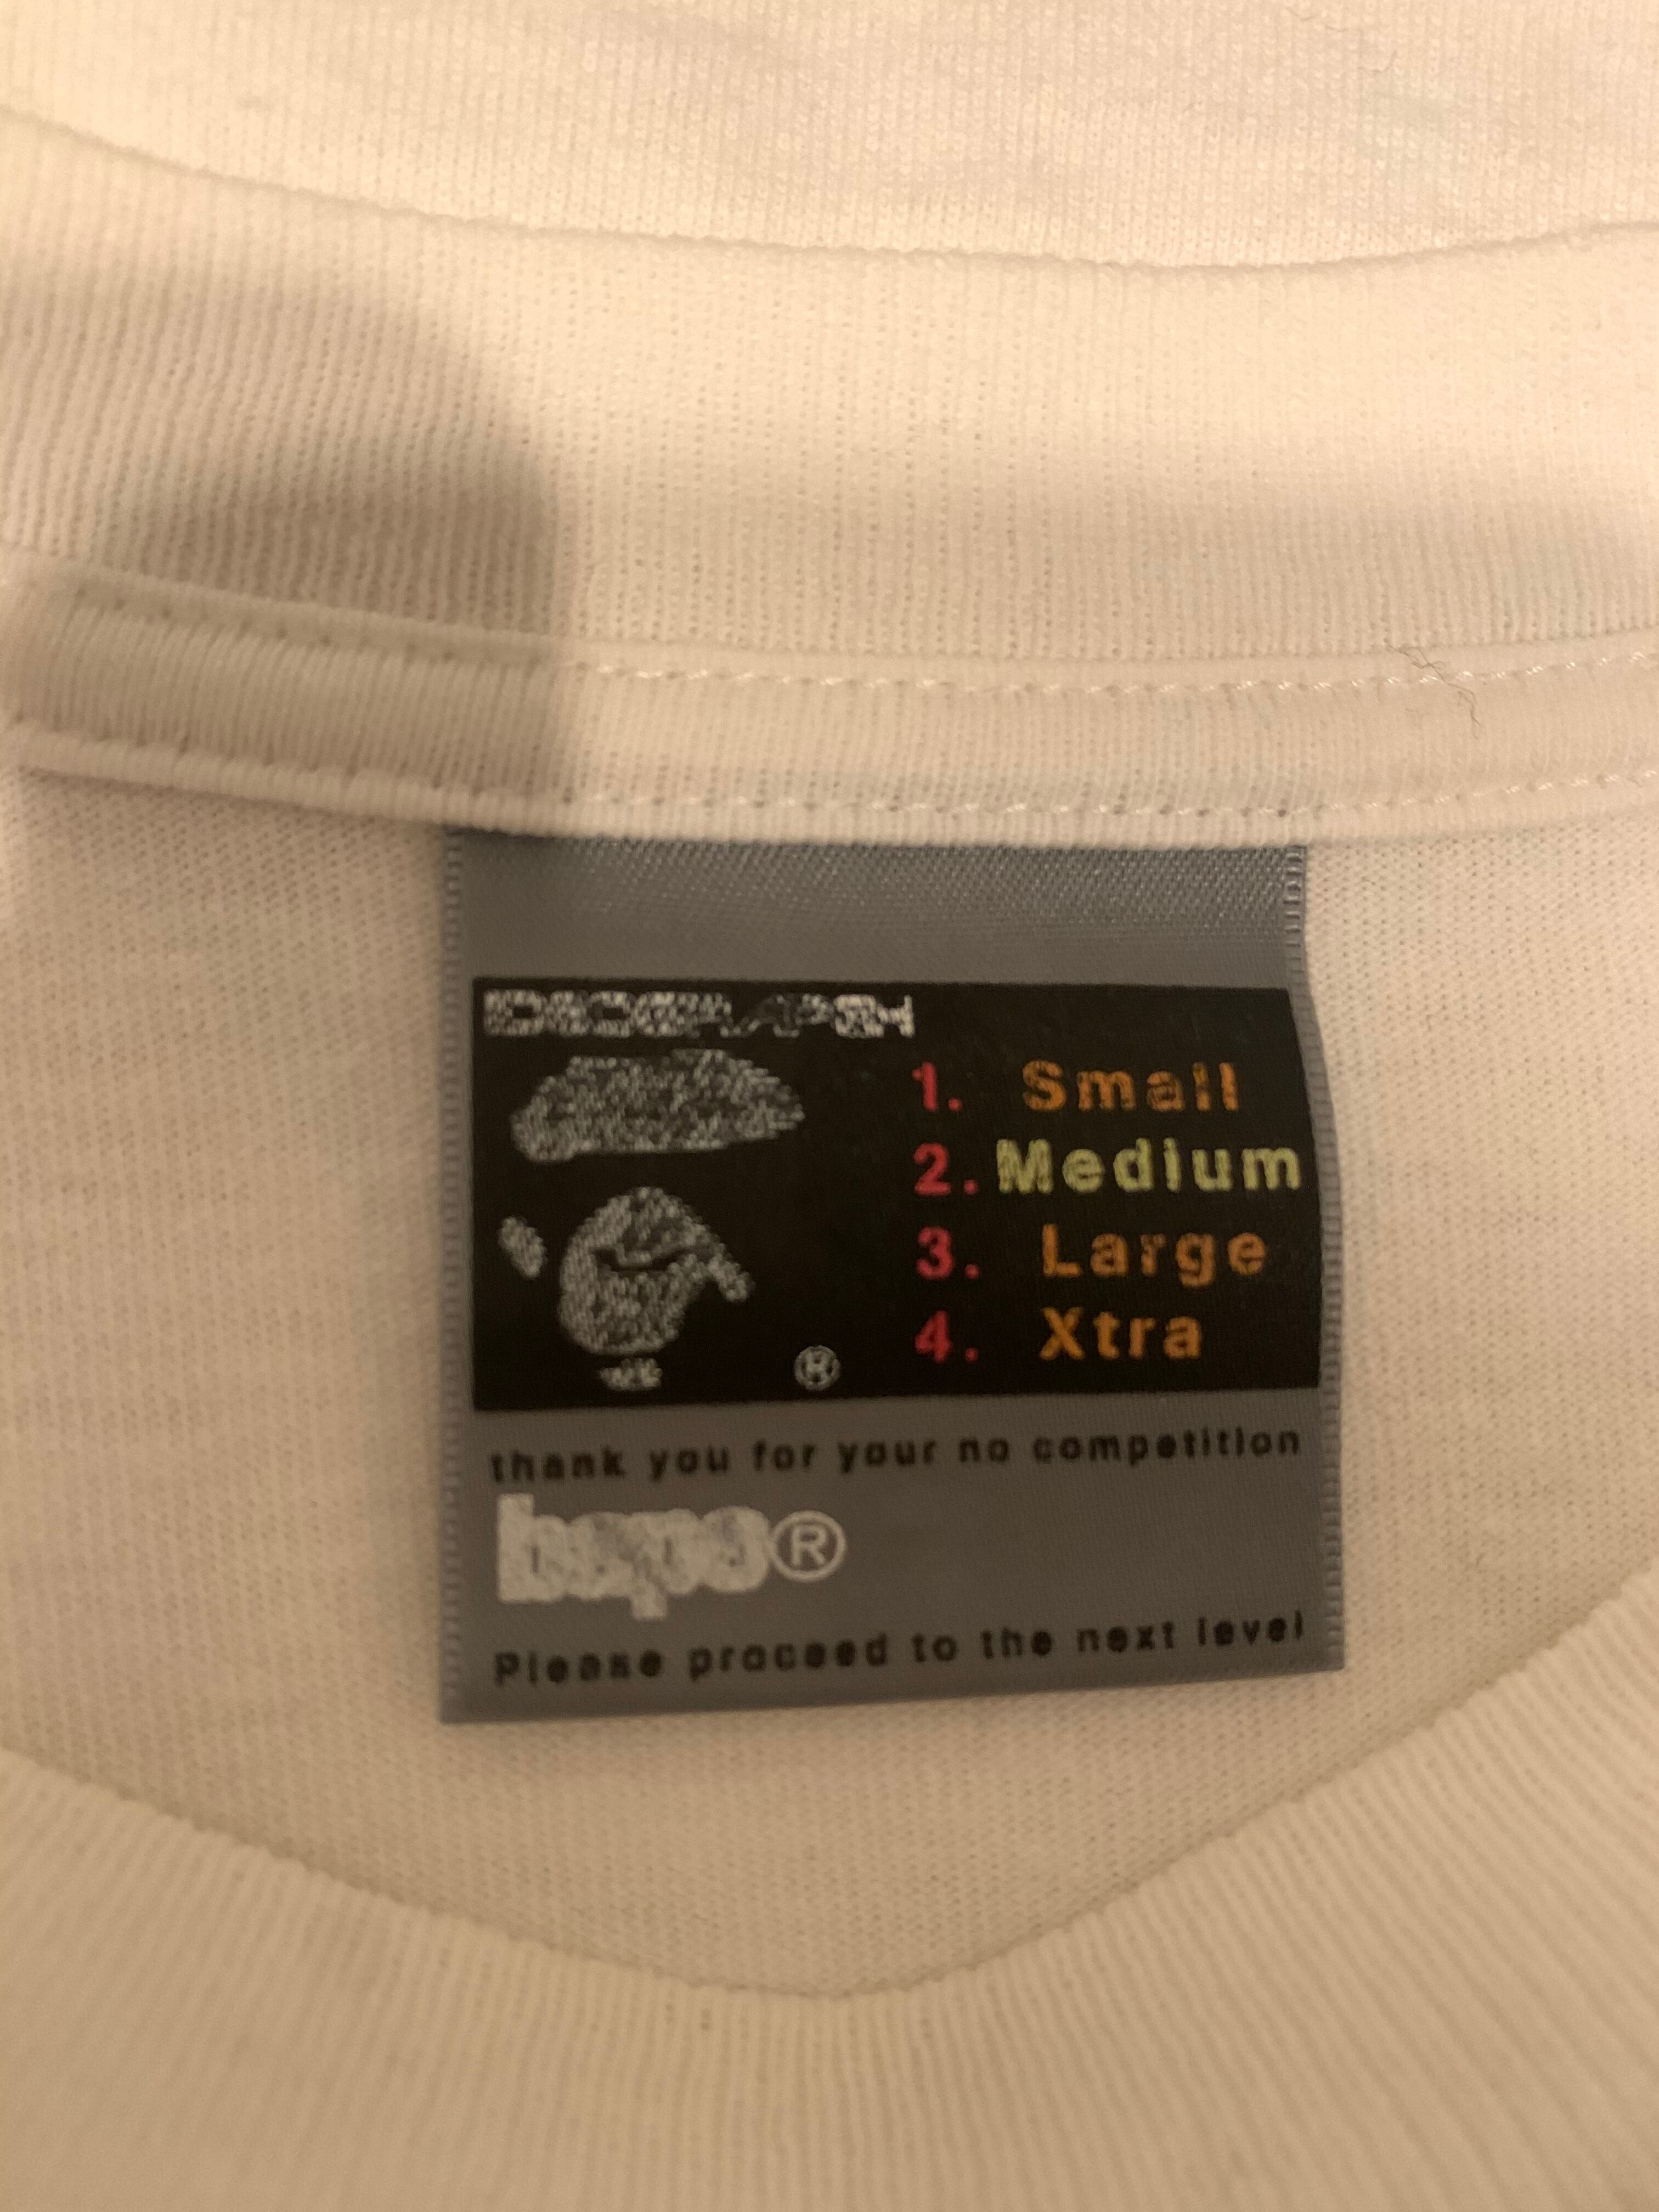 1. Small
2. Medium
3. Large
4. Xtra
®
thank you for your no competition
bape®
Please proceed to the next level